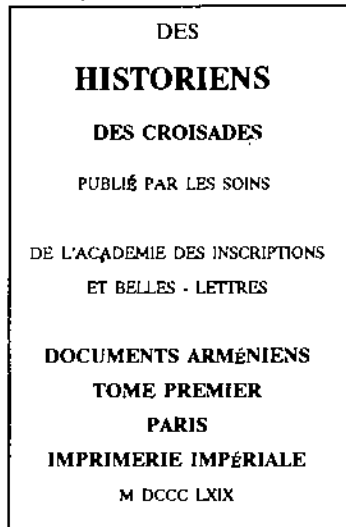 DES
HISTORIENS
DES CROISADES
PUBLIÉ PAR LES SOINS
DE L'ACADEMIE DES INSCRIPTIONS
ET BELLES - LETTRES
DOCUMENTS ARMÉNIENS
TOME PREMIER
PARIS
IMPRIMERIE IMPÉRIALE
M DCCC LXIX